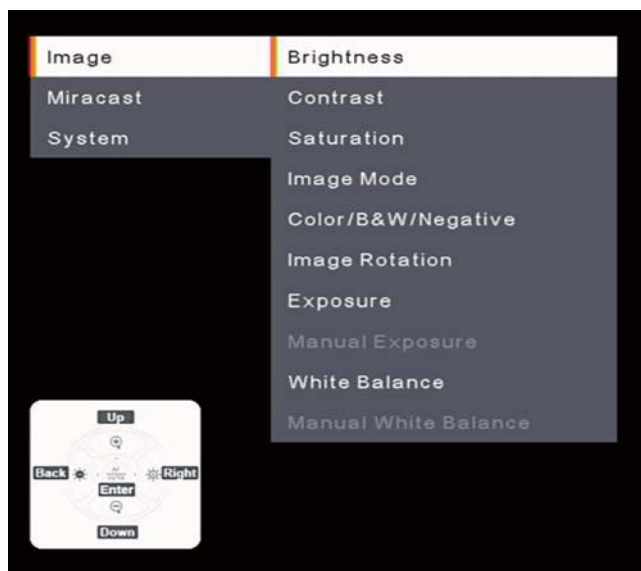 Image
Miracast
System
Brightness
Contrast
Saturation
Image Mode
Color/B&W/Negative
Image Rotation
Exposure
Manual Exposure
White Balance
Manual White Balance
Up
Back
Right
Enter
Down